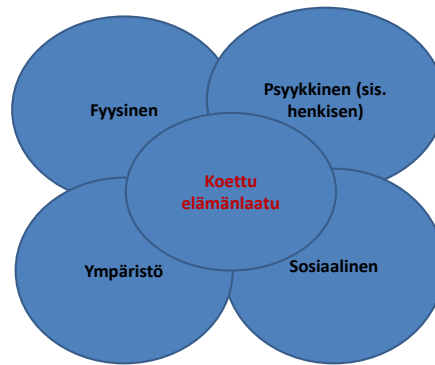 Fyysinen
Psyykkinen (sis.
henkisen)
Koettu
elämänlaatu
Ympäristö
Sosiaalinen